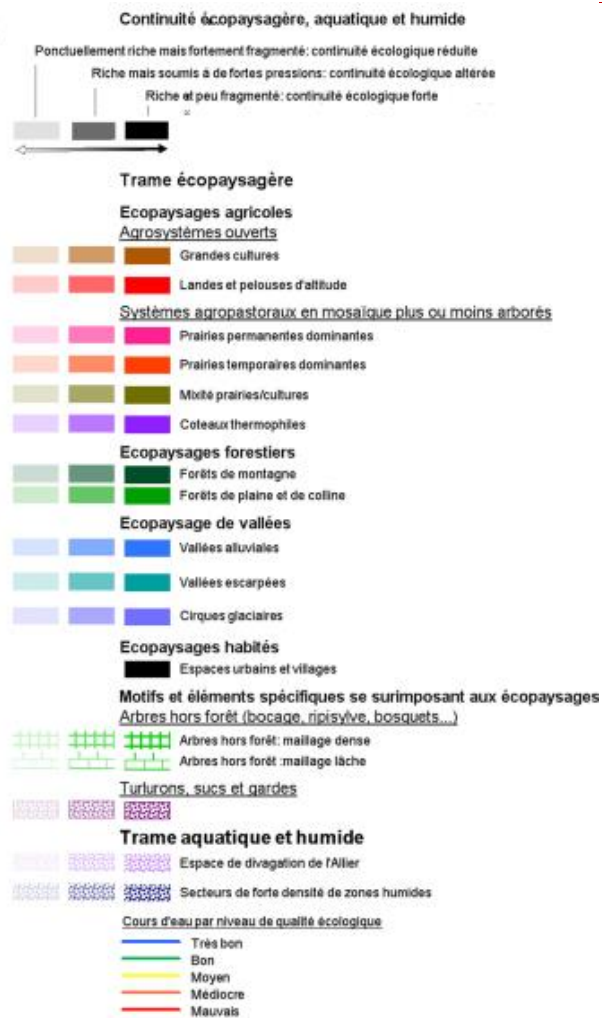 Continuité écopaysagère, aquatique et humide
Ponctuellement riche mais fortement fragmenté: continuité écologique réduite
Riche mais soumis à de fortes pressions: continuité écologique altérée
Riche et peu fragmenté: continuité écologique forte
Trame écopaysagère
Ecopaysages agricoles
Agrosystèmes ouverts
Grandes cultures
Landes et pelouses d'altitude
Systèmes agropastoraux en mosaïque plus ou moins arborés
Prairies permanentes dominantes
Prairies temporaires dominantes
Mixité prairies/cultures
Coteaux thermophiles
Ecopaysages forestiers
Forêts de montagne
Forêts de plaine et de colline
Ecopaysage de vallées
Vallées alluviales
Vallées escarpées
Cirques glaciaires
Ecopaysages habités
Espaces urbains et villages
Motifs et éléments spécifiques se surimposant aux écopaysages
Arbres hors forêt (bocage, ripisylve, bosquets...)
Arbres hors forêt: maillage dense
Arbres hors forêt :maillage lâche
Turlurons, sucs et gardes
Trame aquatique et humide
Espace de divagation de l'Allier
Secteurs de forte densité de zones humides
Cours d'eau par niveau de qualité écologique
Très bon
Bon
Moyen
Médiocre
Mauvais